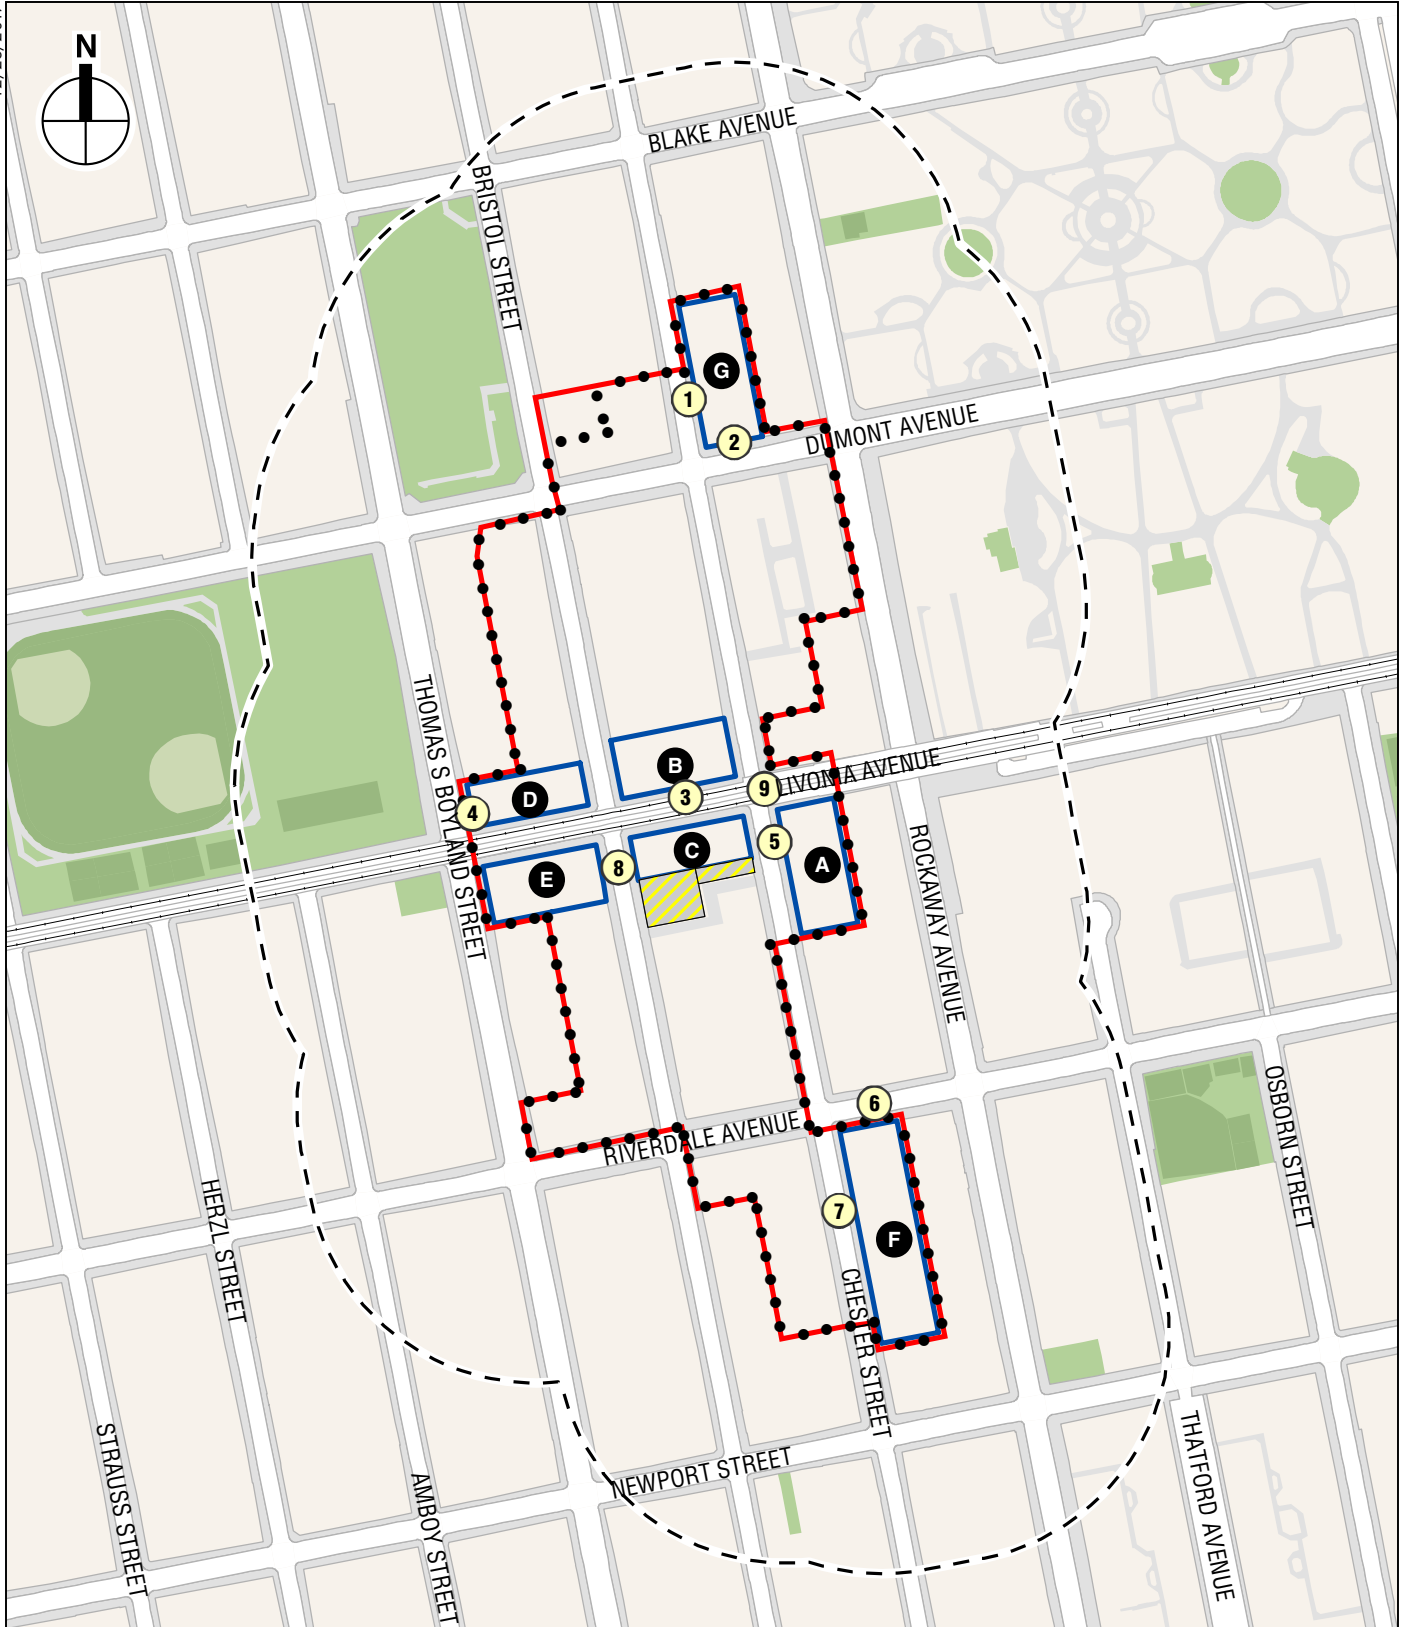 N
BLAKE AVENUE
BRISTOL STREET
G
1
2
DUMONT AVENUE
THOMAS S BOYLAND STREET
B
3
9
LIVONIA AVENUE
D
4
C
5
A
8
E
ROCKAWAY AVENUE
6
RIVERDALE AVENUE
OSBORN STREET
HERZL STREET
7
F
CHESTER STREET
NEWPORT STREET
STRAUSS STREET
AMBOY STREET
THATFORD AVENUE